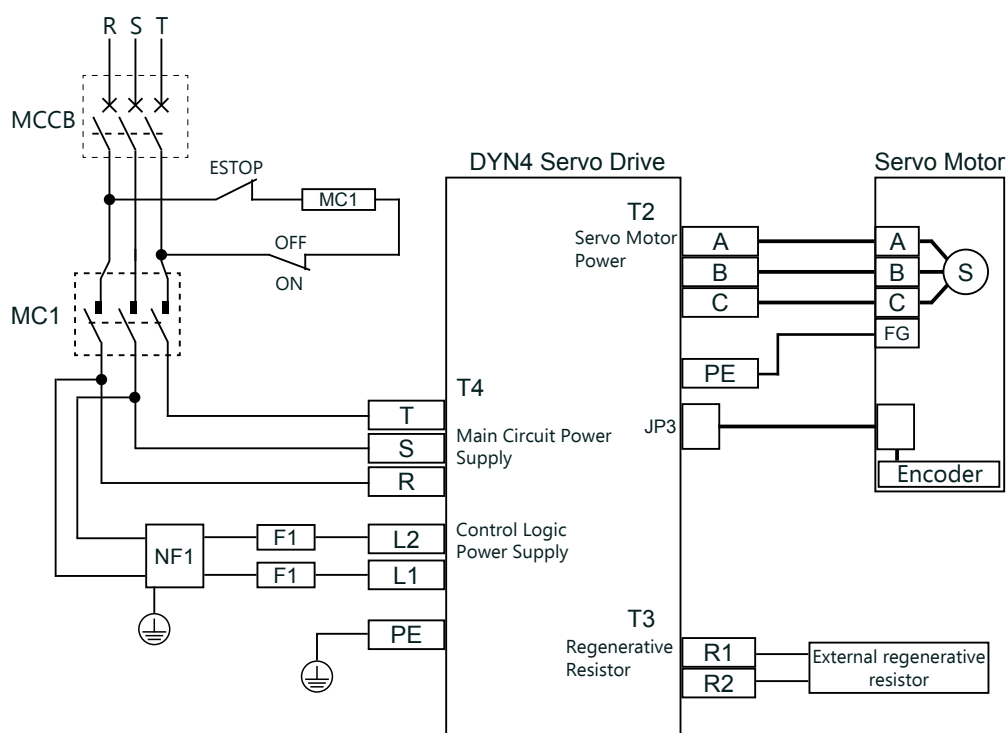 R S T
MCCB
ESTOP
MC1
OFF
ON
MC1
DYN4 Servo Drive
Servo Motor
T2
Servo Motor
Power
A
B
C
A
B
C
S
FG
PE
JP3
Encoder
T4
T
S
R
Main Circuit Power
Supply
NF1
F1
F1
L2
L1
Control Logic
Power Supply
PE
T3
Regenerative
Resistor
R1
R2
External regenerative
resistor